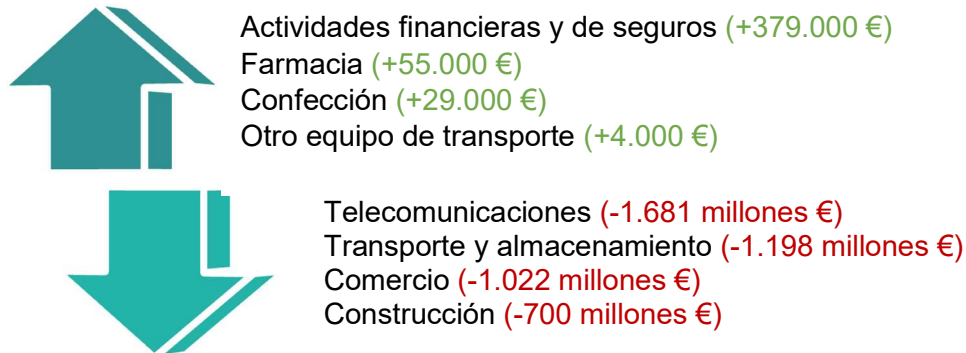 Actividades financieras y de seguros (+379.000 €)
Farmacia (+55.000 €)
Confección (+29.000 €)
Otro equipo de transporte (+4.000 €)
Telecomunicaciones (-1.681 millones €)
Transporte y almacenamiento (-1.198 millones €)
Comercio (-1.022 millones €)
Construcción (-700 millones €)